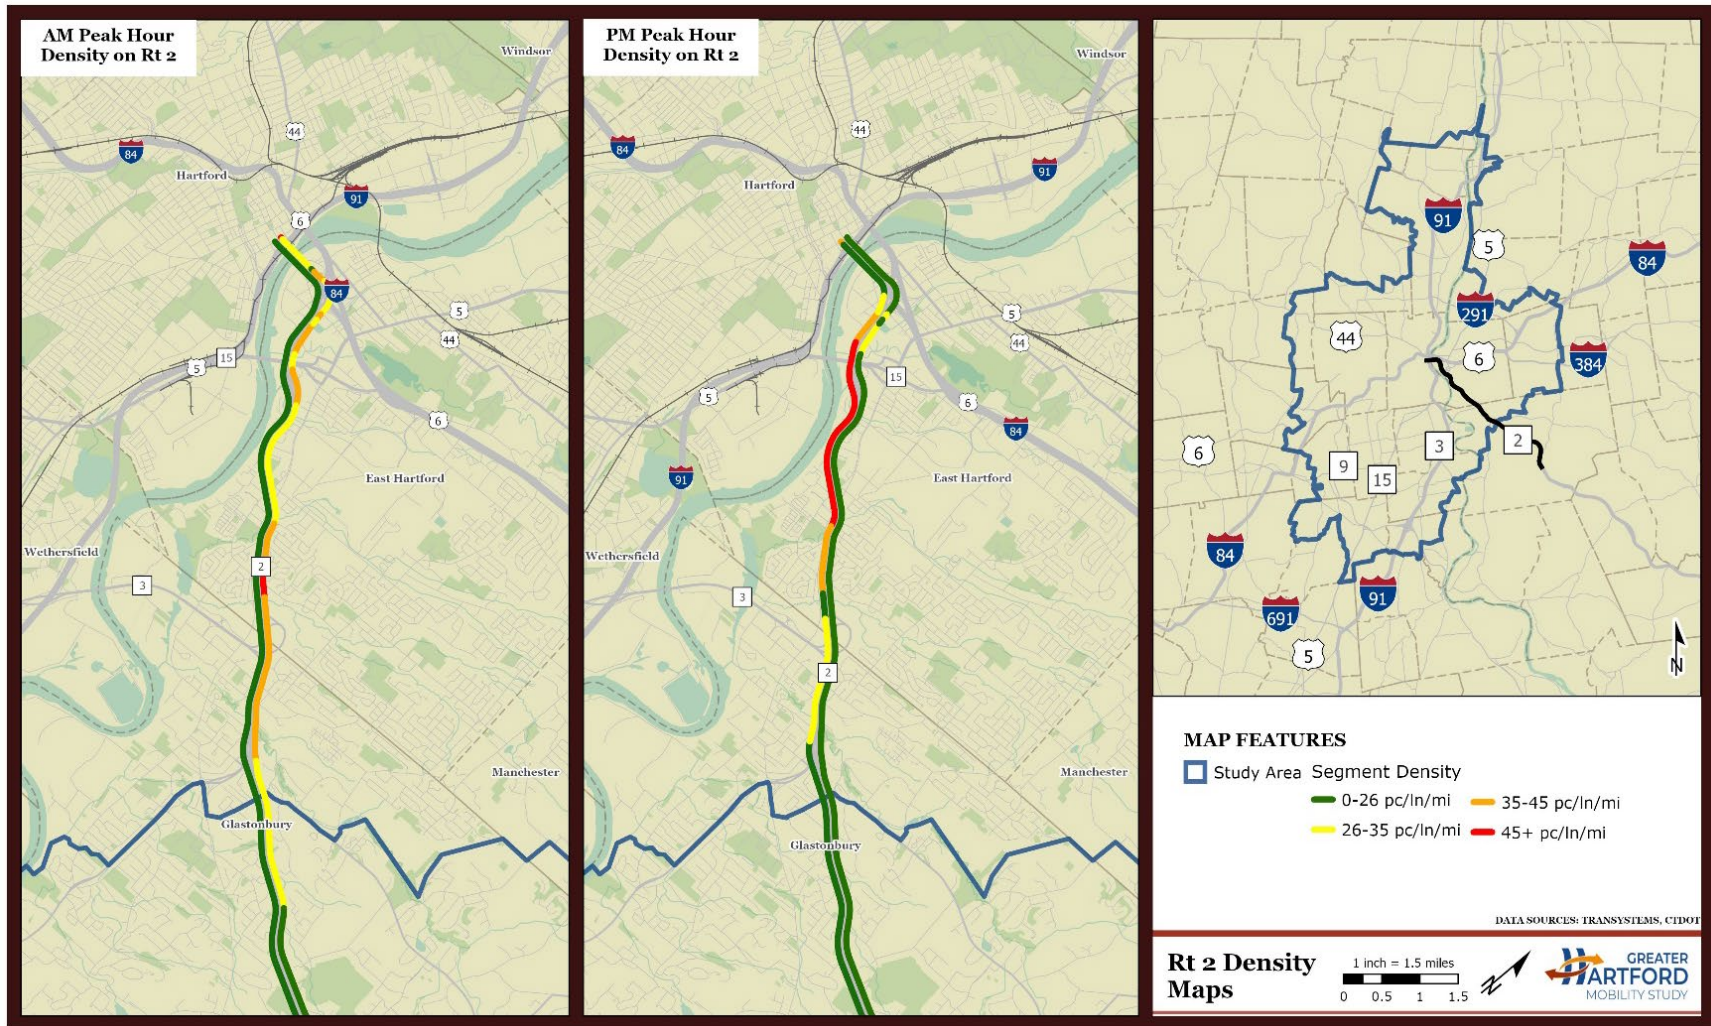 AM Peak Hour
Density on Rt 2
Windsor
44
84
Hartford
91
6
84
5
44
15
5
6
East Hartford
Wethersfield
2
3
Manchester
Glastonbury
PM Peak Hour
Density on Rt 2
Windsor
44
84
91
Hartford
5
44
15
5
6
84
91
East Hartford
Wethersfield
3
2
Manchester
Glastonbury
91
5
84
291
44
6
384
3
2
6
9
15
84
91
691
5
N
MAP FEATURES
Study Area
Segment Density
0-26 pc/ln/mi
35-45 pc/ln/mi
26-35 pc/ln/mi
45+ pc/ln/mi
DATA SOURCES: TRANSYSTEMS, CTDOT
Rt 2 Density
Maps
1 inch = 1.5 miles
0 0.5 1 1.5
N
GREATER
HARTFORD
MOBILITY STUDY